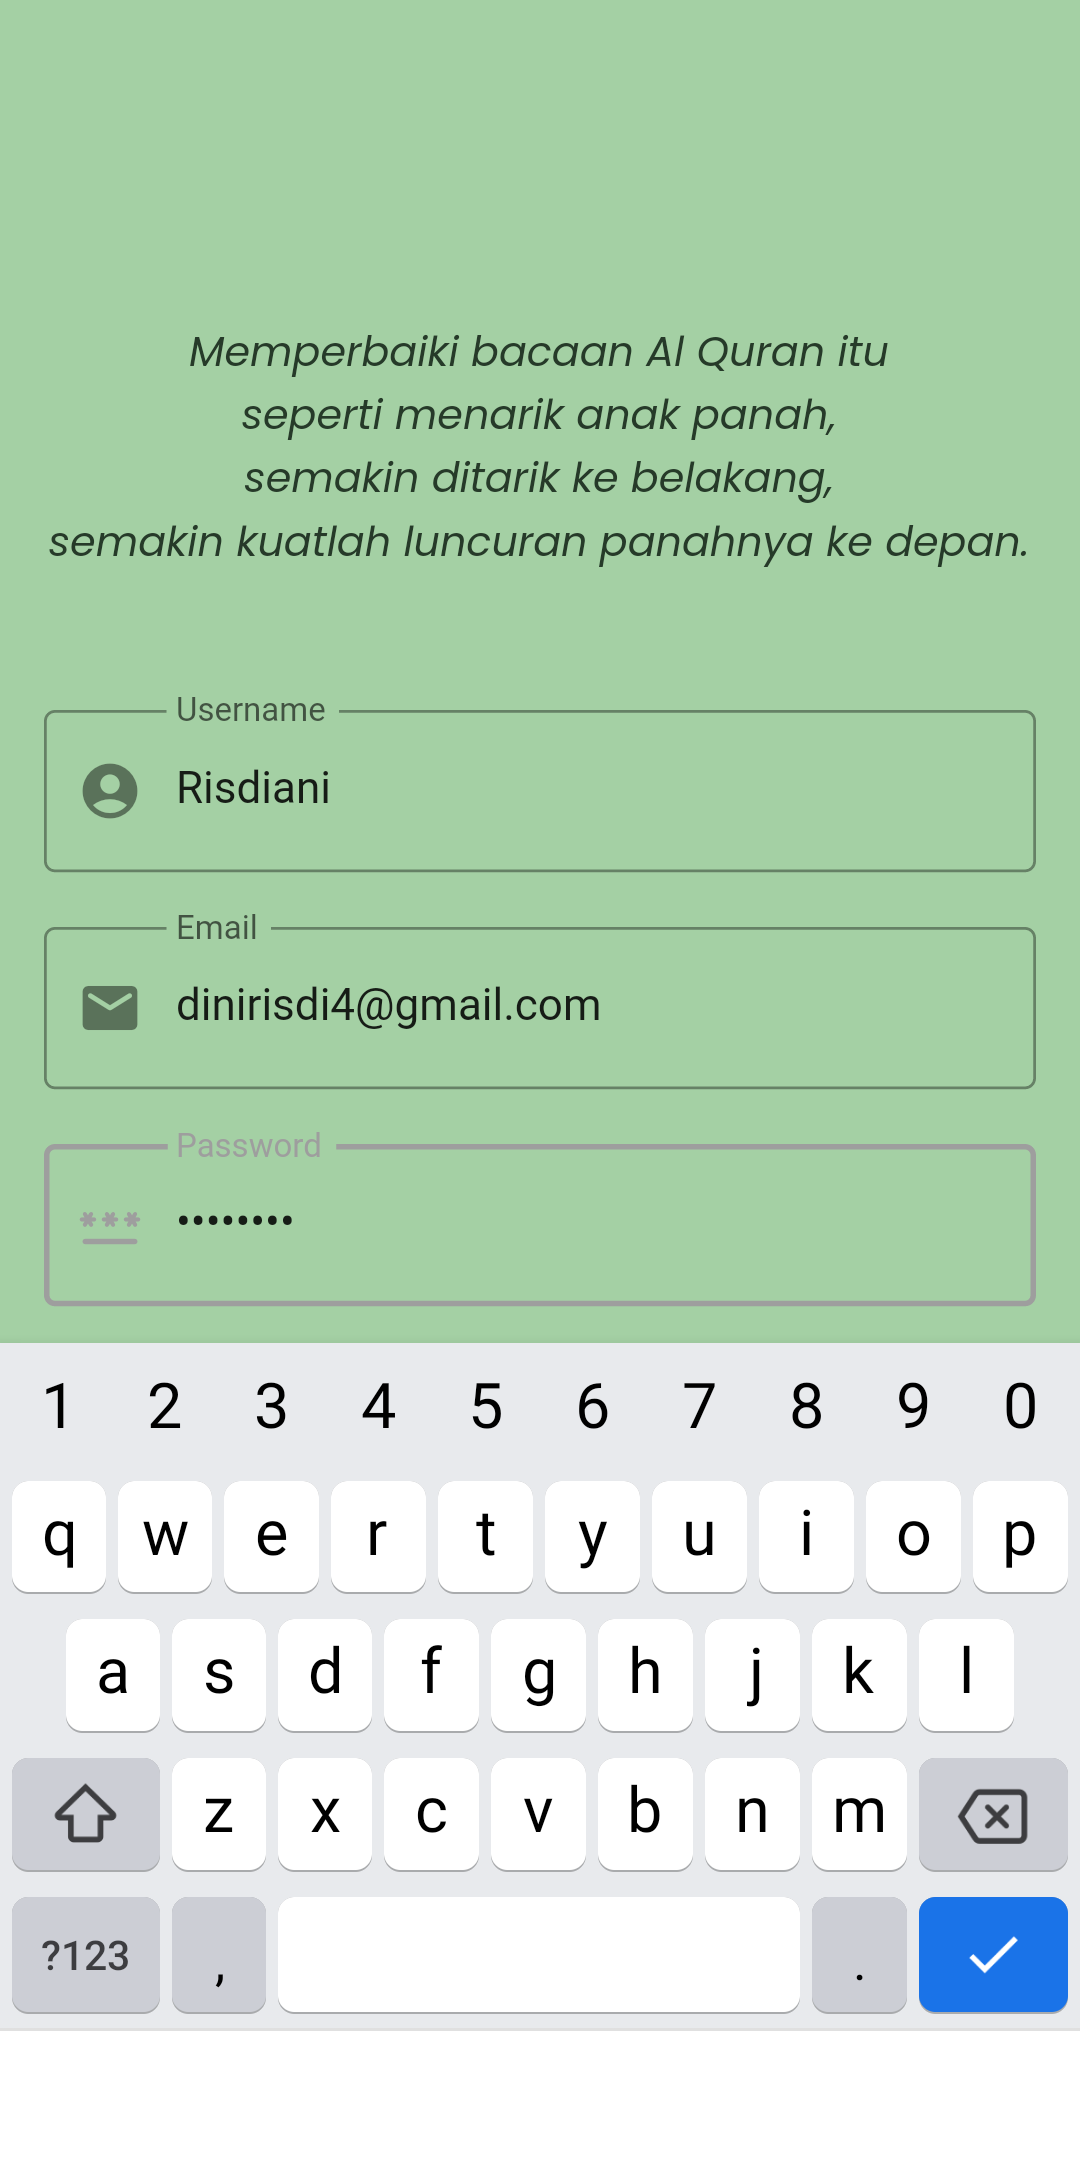 Memperbaiki bacaan Al Quran itu
seperti menarik anak panah,
semakin ditarik ke belakang,
semakin kuatlah luncuran panahnya ke depan.
Username
Risdiani
Email
dinirisdi4@gmail.com
Password
••••••••
1 2 3 4 5 6 7 8 9 0
q w e r t y u i o p
a s d f g h j k l
z x c v b n m
?123 , .